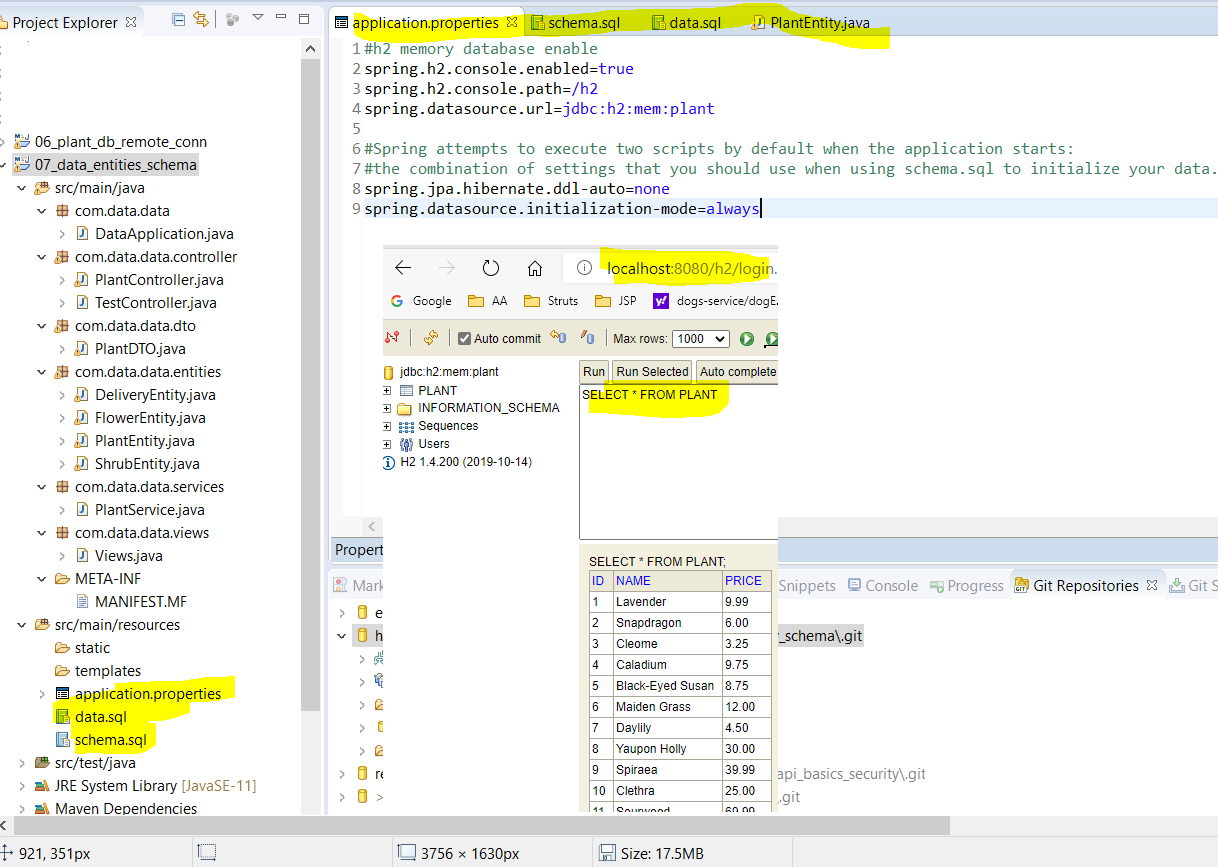 Project Explorer
06_plant_db_remote_conn
07_data_entities_schema
src/main/java
com.data.data
DataApplication.java
com.data.data.controller
PlantController.java
TestController.java
com.data.data.dto
PlantDTO.java
com.data.data.entities
DeliveryEntity.java
FlowerEntity.java
PlantEntity.java
ShrubEntity.java
com.data.data.services
PlantService.java
com.data.data.views
Views.java
META-INF
MANIFEST.MF
src/main/resources
static
templates
application.properties
data.sql
schema.sql
src/test/java
JRE System Library [JavaSE-11]
Maven Dependencies
application.properties schema.sql data.sql PlantEntity.java
1 #h2 memory database enable
2 spring.h2.console.enabled=true
3 spring.h2.console.path=/h2
4 spring.datasource.url=jdbc:h2:mem:plant
5
6 #Spring attempts to execute two scripts by default when the application starts:
7 #the combination of settings that you should use when using schema.sql to initialize your data.
8 spring.jpa.hibernate.ddl-auto=none
9 spring.datasource.initialization-mode=always
localhost:8080/h2/login.
Google AA Struts JSP y! dogs-service/dogE.
Auto commit Max rows: 1000
jdbc:h2:mem:plant
PLANT
INFORMATION_SCHEMA
Sequences
Users
H2 1.4.200 (2019-10-14)
Run Run Selected Auto complete
SELECT * FROM PLANT
SELECT * FROM PLANT;
ID NAME PRICE
1 Lavender 9.99
2 Snapdragon 6.00
3 Cleome 3.25
4 Caladium 9.75
5 Black-Eyed Susan 8.75
6 Maiden Grass 12.00
7 Daylily 4.50
8 Yaupon Holly 30.00
9 Spiraea 39.99
10 Clethra 25.00
11 Sourwood 69.99
Propert
Mark Snippets Console Progress Git Repositories Git S
e
h y_schema\.git
re api_basics_security\.git
> .git
921, 351px 3756 × 1630px Size: 17.5MB